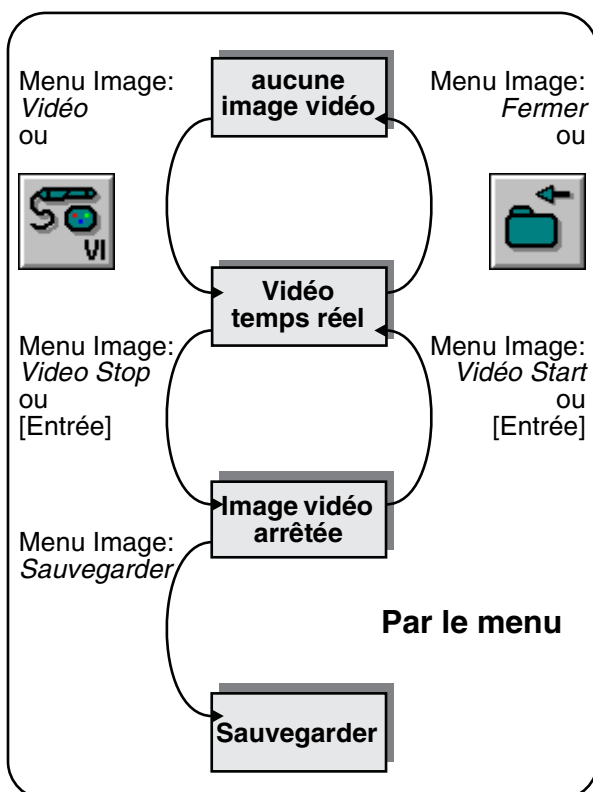 Menu Image:
Vidéo
ou
VI
aucune
image vidéo
Menu Image:
Fermer
ou
Vidéo
temps réel
Menu Image:
Video Stop
ou
[Entrée]
Menu Image:
Vidéo Start
ou
[Entrée]
Image vidéo
arrêtée
Menu Image:
Sauvegarder
Par le menu
Sauvegarder